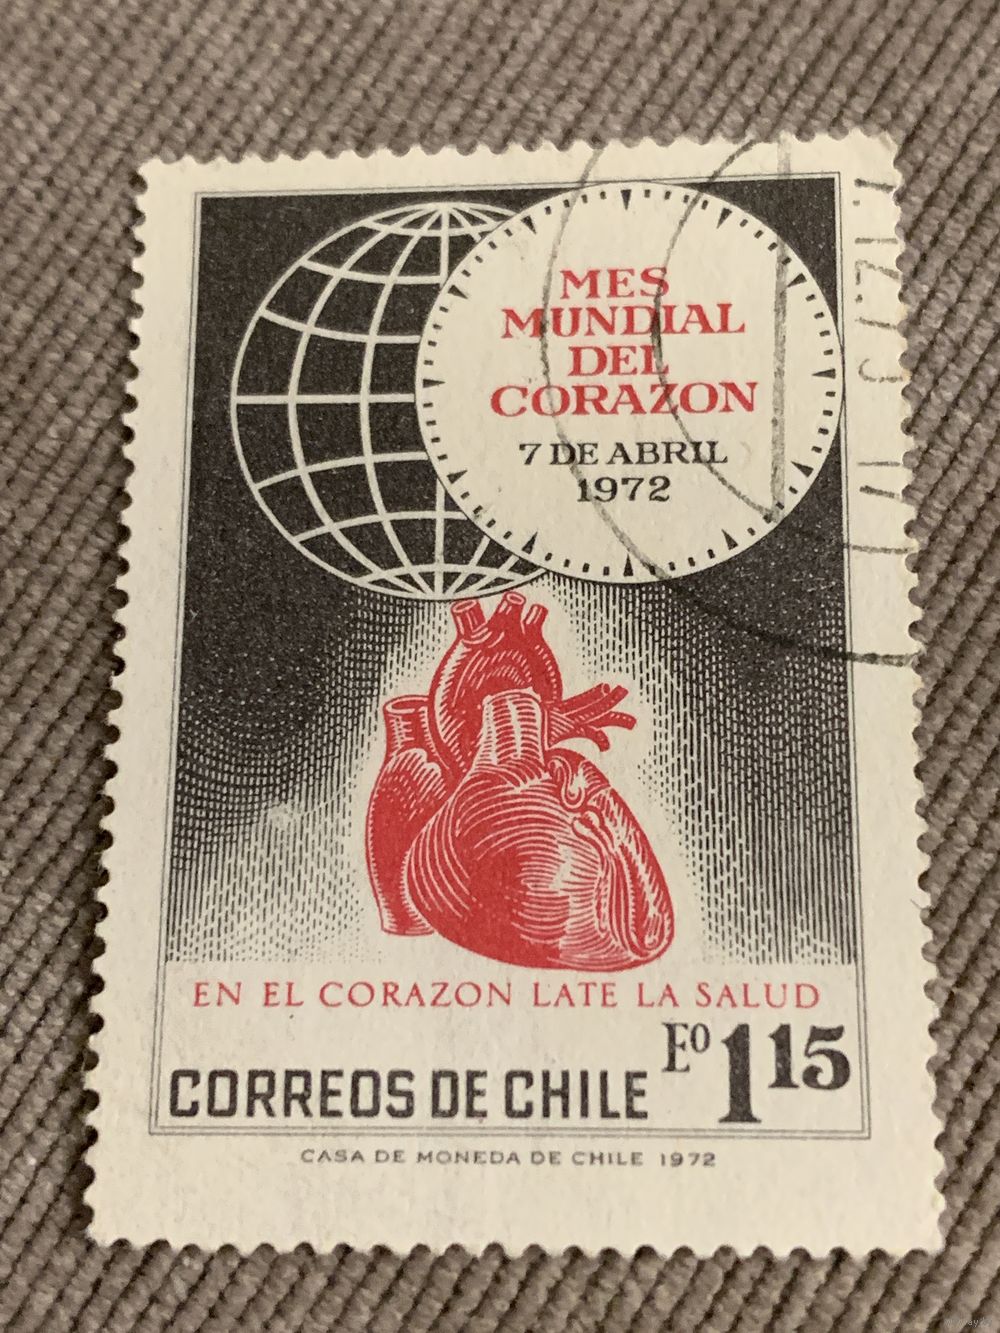 MES
MUNDIAL
DEL
CORAZON
7 DE ABRIL
1972
EN EL CORAZON LATE LA SALUD
Eº 1 15
CORREOS DE CHILE
CASA DE MONEDA DE CHILE 1972